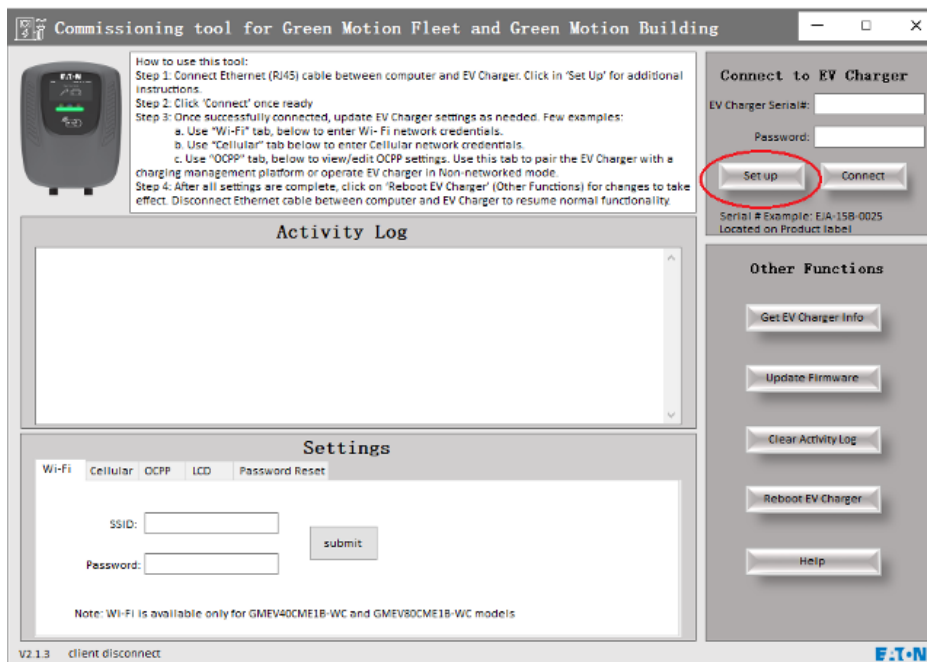 Commissioning tool for Green Motion Fleet and Green Motion Building
How to use this tool:
Step 1: Connect Ethernet (RJ45) cable between computer and EV Charger. Click in 'Set Up' for additional
instructions.
Step 2: Click 'Connect' once ready
Step 3: Once successfully connected, update EV Charger settings as needed. Few examples:
a. Use "Wi-Fi" tab, below to enter Wi- Fi network credentials.
b. Use "Cellular" tab below to enter Cellular network credentials.
c. Use "OCPP" tab, below to view/edit OCPP settings. Use this tab to pair the EV Charger with a
charging management platform or operate EV charger in Non-networked mode.
Step 4: After all settings are complete, click on 'Reboot EV Charger' (Other Functions) for changes to take
effect. Disconnect Ethernet cable between computer and EV Charger to resume normal functionality.
EATON
Connect to EV Charger
EV Charger Serial#:
Password:
Set up
Connect
Serial # Example: EJA-15B-0025
Located on Product label
Activity Log
Other Functions
Get EV Charger Info
Update Firmware
Clear Activity Log
Reboot EV Charger
Help
Settings
Wi-Fi Cellular OCPP LCD Password Reset
SSID:
Password:
submit
Note: Wi-Fi is available only for GMEV40CME1B-WC and GMEV80CME1B-WC models
V2.1.3 client disconnect
EATON